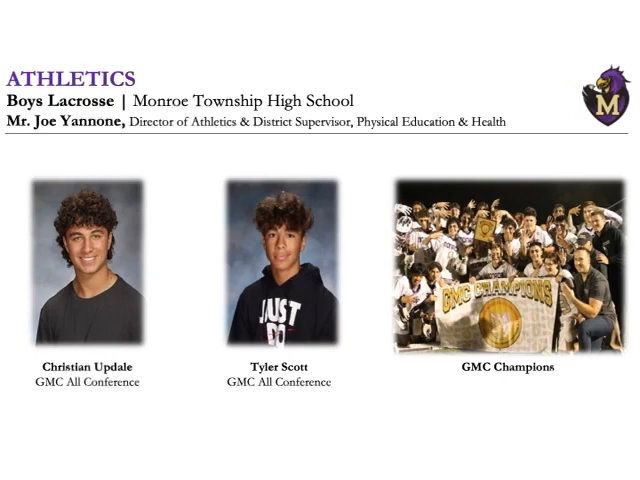 ATHLETICS
Boys Lacrosse | Monroe Township High School
Mr. Joe Yannone, Director of Athletics & District Supervisor, Physical Education & Health
M
JUST
DO
GMC CHAMPIONS
Christian Updale
GMC All Conference
Tyler Scott
GMC All Conference
GMC Champions